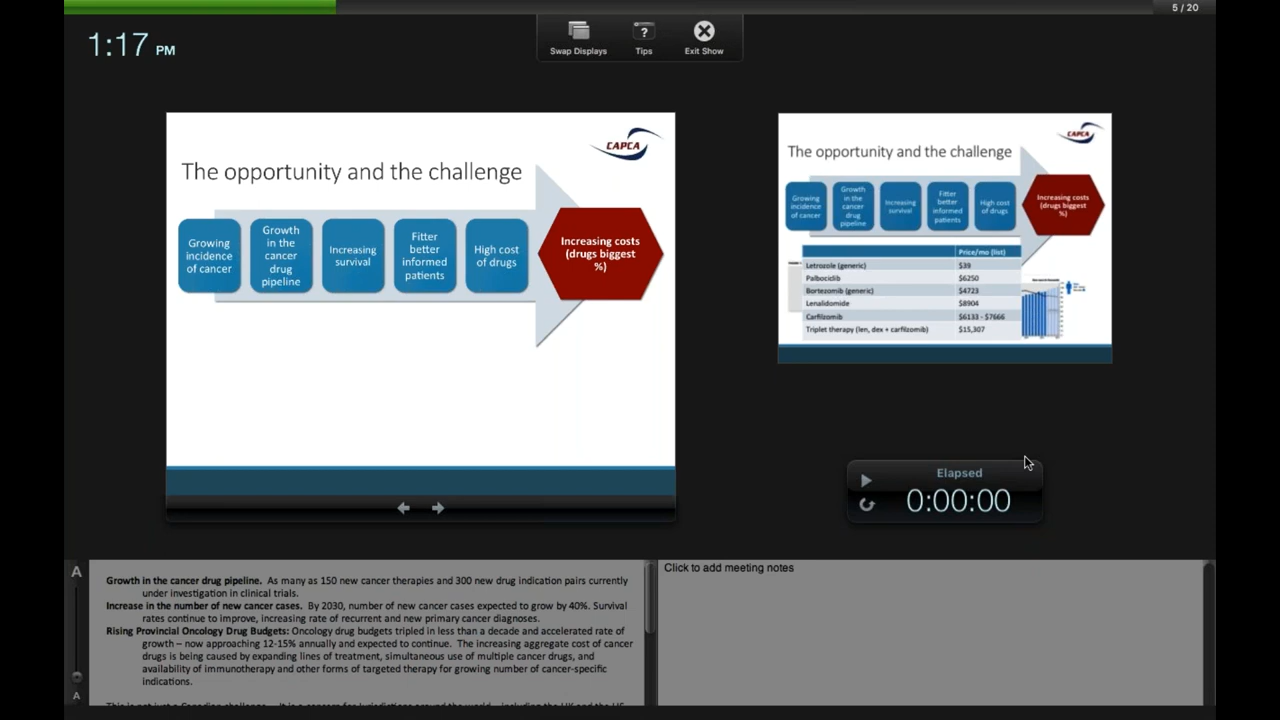 5 / 20
1:17 PM
Swap Displays
Tips
Exit Show
CAPCA
The opportunity and the challenge
Growing
incidence
of cancer
Growth
in the
cancer
drug
pipeline
Increasing
survival
Fitter
better
informed
patients
High cost
of drugs
Increasing costs
(drugs biggest
%)
CAPCA
The opportunity and the challenge
Growing
incidence
of cancer
Growth
in the
cancer
drug
pipeline
Increasing
survival
Fitter
better
informed
patients
High cost
of drugs
Increasing costs
(drugs biggest
%)
Price/mo (list)
Letrozole (generic) $39
Palbociclib $6250
Bortezomib (generic) $4723
Lenalidomide $8904
Carfilzomib $6133 - $7666
Triplet therapy (len, dex + carfilzomib) $15,307
Elapsed
0:00:00
A
A
Growth in the cancer drug pipeline. As many as 150 new cancer therapies and 300 new drug indication pairs currently
under investigation in clinical trials.
Increase in the number of new cancer cases. By 2030, number of new cancer cases expected to grow by 40%. Survival
rates continue to improve, increasing rate of recurrent and new primary cancer diagnoses.
Rising Provincial Oncology Drug Budgets: Oncology drug budgets tripled in less than a decade and accelerated rate of
growth – now approaching 12-15% annually and expected to continue. The increasing aggregate cost of cancer
drugs is being caused by expanding lines of treatment, simultaneous use of multiple cancer drugs, and
availability of immunotherapy and other forms of targeted therapy for growing number of cancer-specific
indications.
Click to add meeting notes